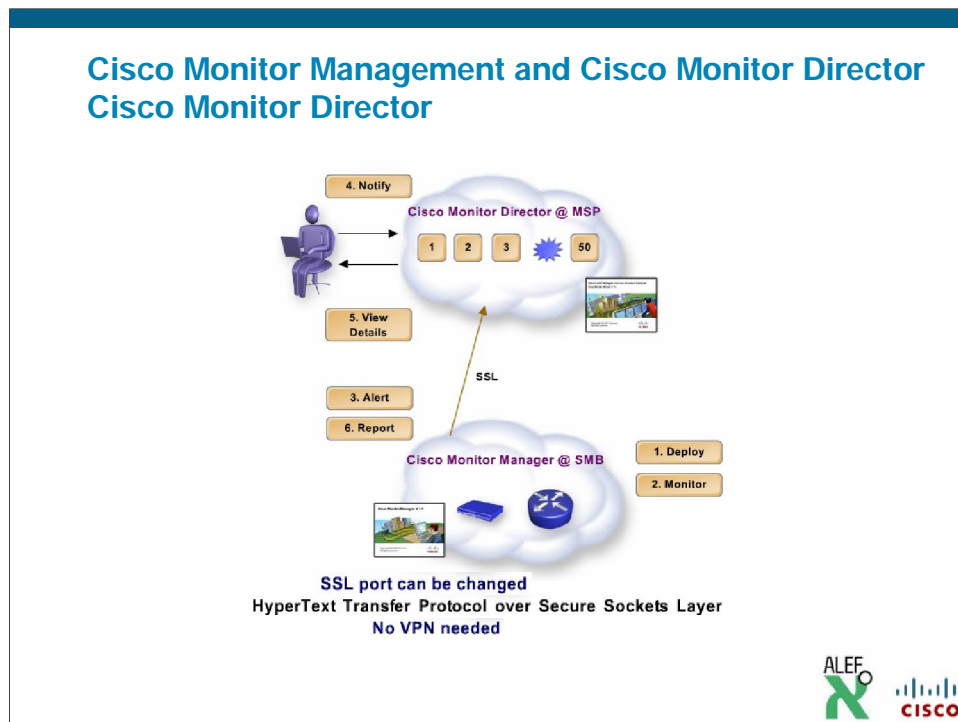 Cisco Monitor Management and Cisco Monitor Director
Cisco Monitor Director
4. Notify
Cisco Monitor Director @ MSP
1 2 3 50
5. View
Details
SSL
3. Alert
6. Report
Cisco Monitor Manager @ SMB
1. Deploy
2. Monitor
SSL port can be changed
HyperText Transfer Protocol over Secure Sockets Layer
No VPN needed
ALEF
CISCO